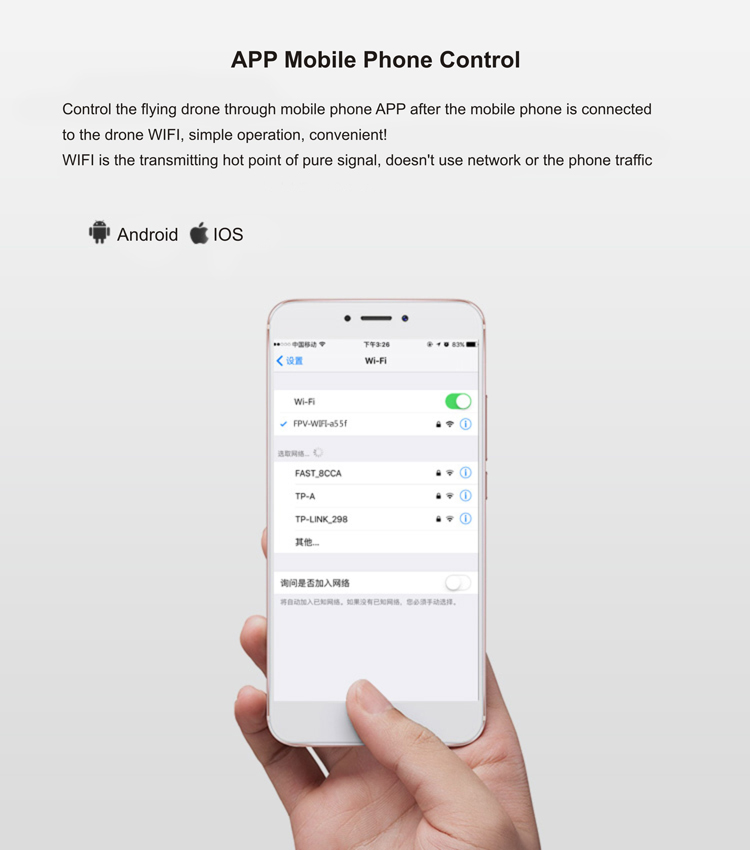 APP Mobile Phone Control
Control the flying drone through mobile phone APP after the mobile phone is connected
to the drone WIFI, simple operation, convenient!
WIFI is the transmitting hot point of pure signal, doesn't use network or the phone traffic
Android IOS
中国移动 下午3:26 83%
设置 Wi-Fi
Wi-Fi
FPV-WIFI-a55f
选取网络...
FAST_8CCA
TP-A
TP-LINK_298
其他...
询问是否加入网络
将自动加入已知网络。如果没有已知网络，您必须手动选择。